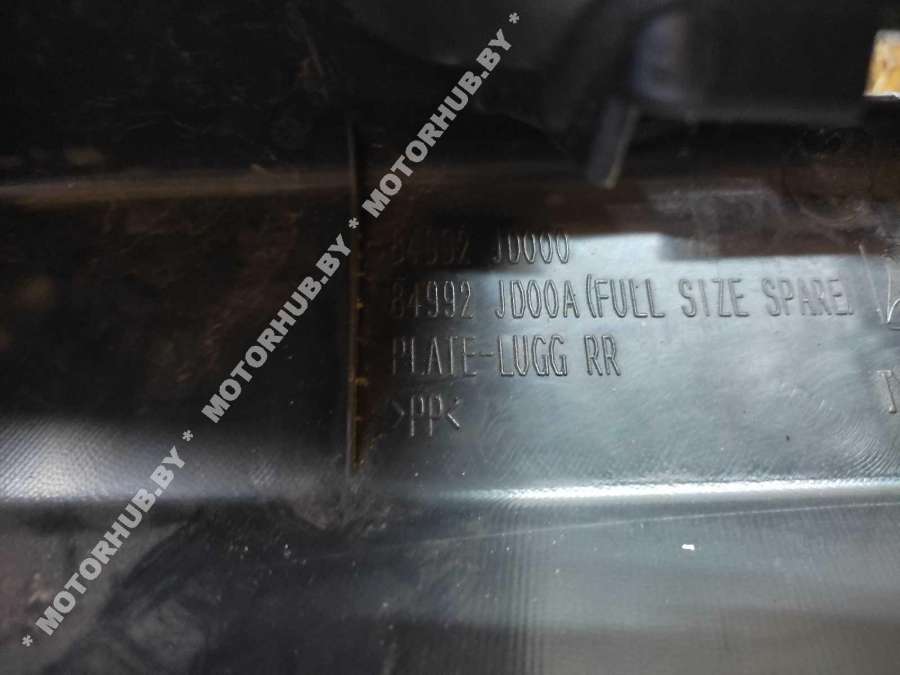 84992 JD000
84992 JD00A(FULL SIZE SPARE)
PLATE-LUGG RR
>PP<
* MOTORHUB.BY * MOTORHUB.BY * MOTORHUB.BY *